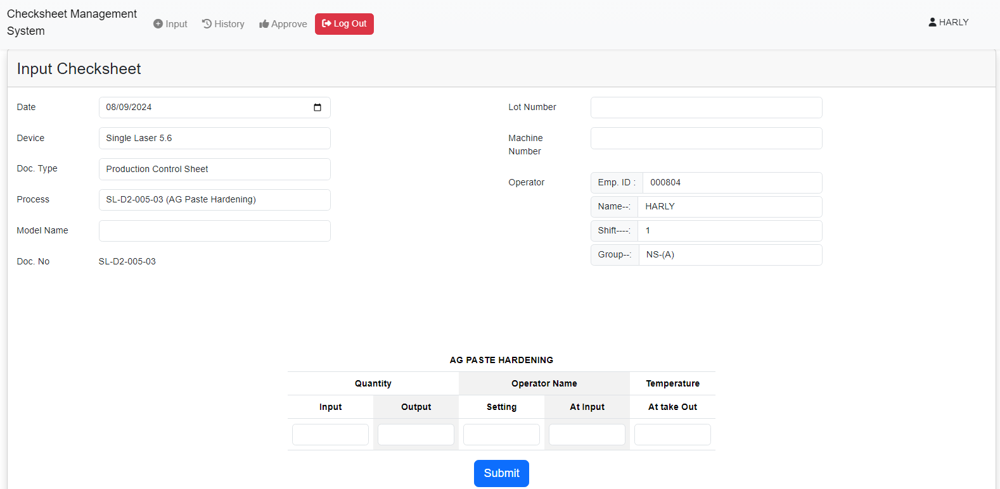 Checksheet Management
System
Input
History
Approve
Log Out
HARLY
Input Checksheet
Date
08/09/2024
Device
Single Laser 5.6
Doc. Type
Production Control Sheet
Process
SL-D2-005-03 (AG Paste Hardening)
Model Name
Doc. No
SL-D2-005-03
Lot Number
Machine
Number
Operator
Emp. ID :
000804
Name--:
HARLY
Shift----:
1
Group--:
NS-(A)
AG PASTE HARDENING
Quantity
Operator Name
Temperature
Input
Output
Setting
At Input
At take Out
Submit